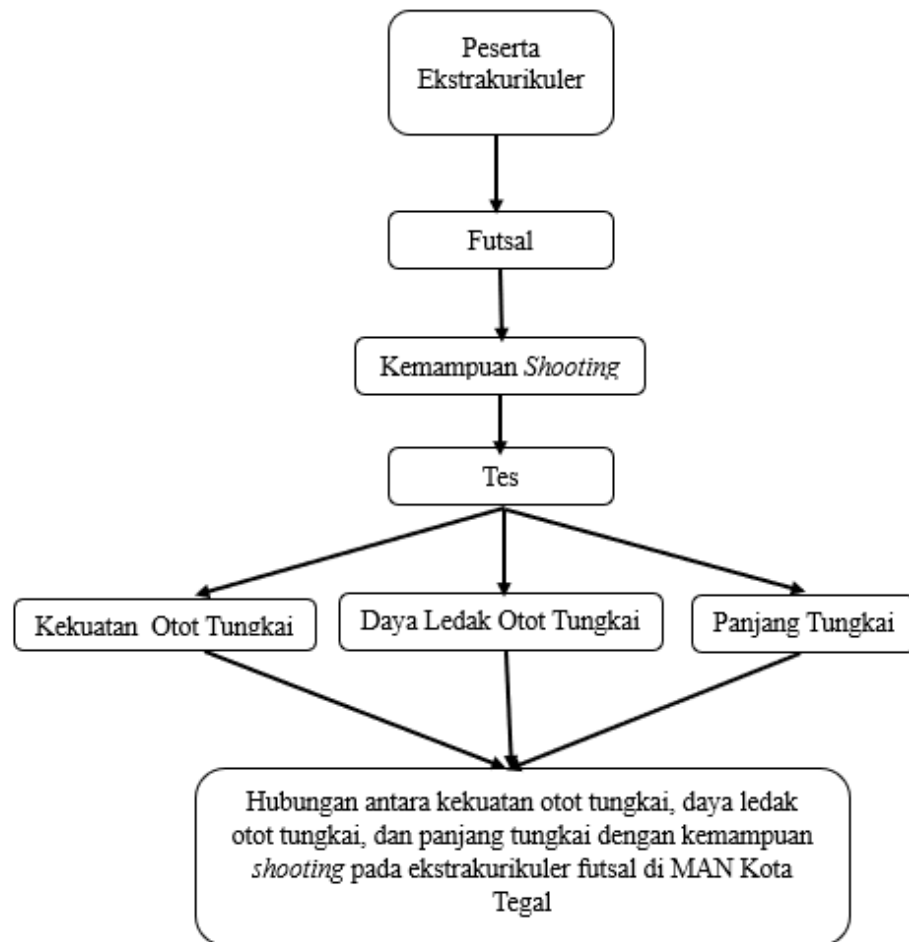 Peserta
Ekstrakurikuler
Futsal
Kemampuan Shooting
Tes
Kekuatan Otot Tungkai
Daya Ledak Otot Tungkai
Panjang Tungkai
Hubungan antara kekuatan otot tungkai, daya ledak
otot tungkai, dan panjang tungkai dengan kemampuan
shooting pada ekstrakurikuler futsal di MAN Kota
Tegal